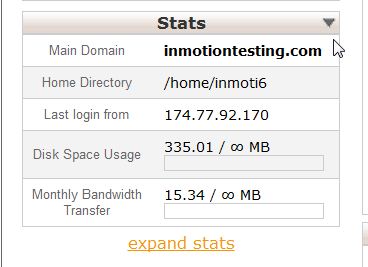 Stats
Main Domain inmotiontesting.com
Home Directory /home/inmoti6
Last login from 174.77.92.170
Disk Space Usage 335.01 / ∞ MB
Monthly Bandwidth Transfer 15.34 / ∞ MB
expand stats